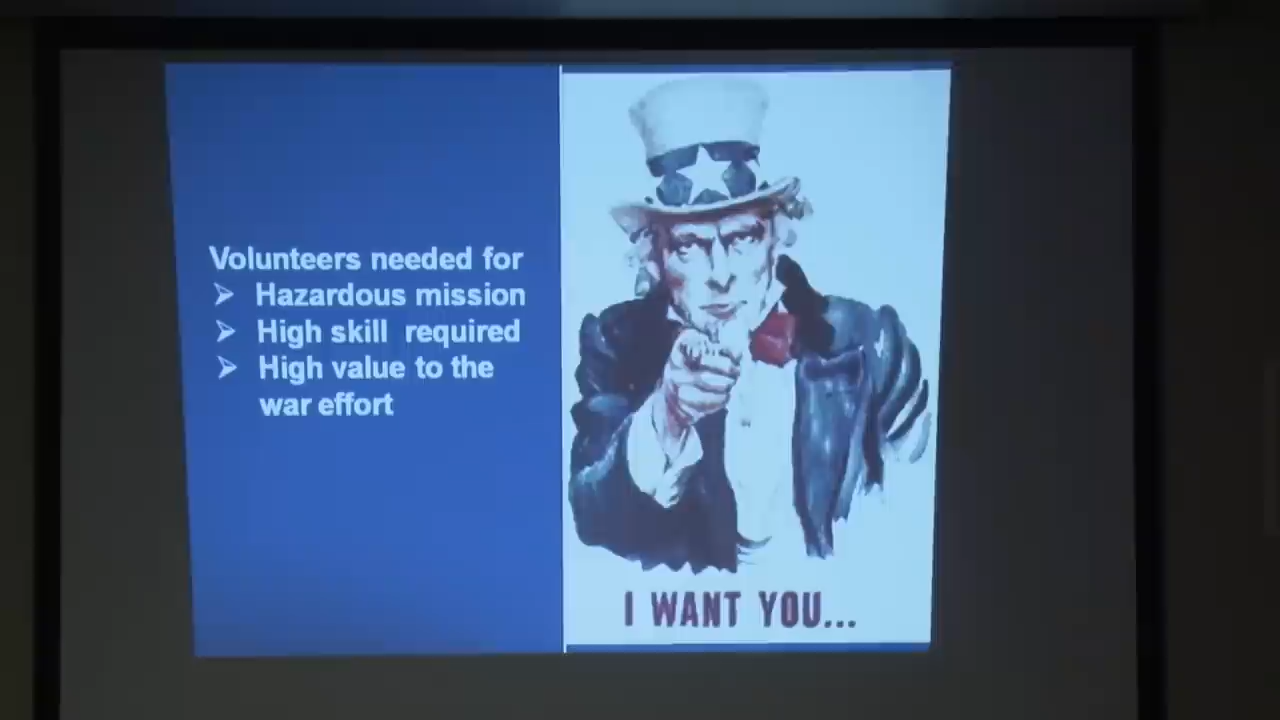 Volunteers needed for
➢ Hazardous mission
➢ High skill required
➢ High value to the
war effort
I WANT YOU...